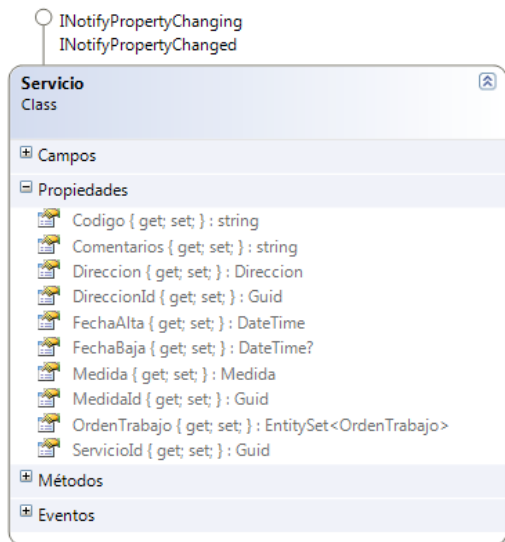 INotifyPropertyChanging
INotifyPropertyChanged
Servicio
Class
Campos
Propiedades
Codigo { get; set; } : string
Comentarios { get; set; } : string
Direccion { get; set; } : Direccion
DireccionId { get; set; } : Guid
FechaAlta { get; set; } : DateTime
FechaBaja { get; set; } : DateTime?
Medida { get; set; } : Medida
MedidaId { get; set; } : Guid
OrdenTrabajo { get; set; } : EntitySet<OrdenTrabajo>
ServicioId { get; set; } : Guid
Métodos
Eventos